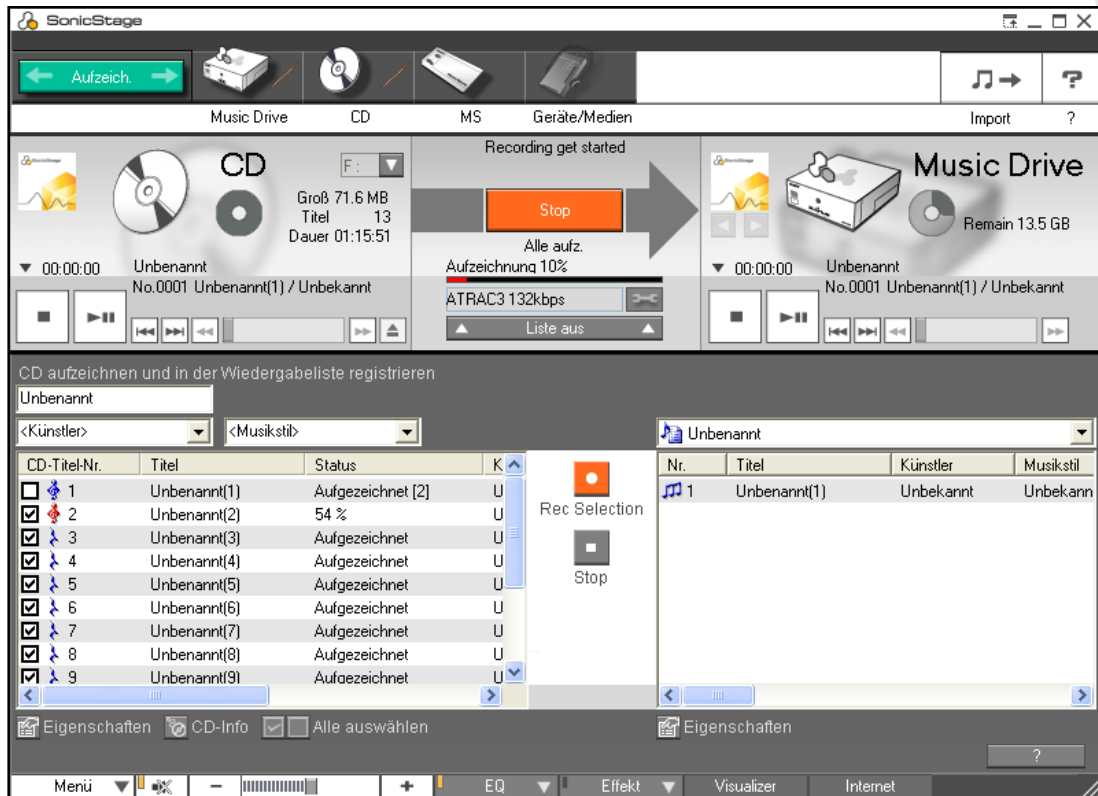 SonicStage
Aufzeich.
Music Drive CD MS Geräte/Medien Import ?
CD
F:
Groß 71.6 MB
Titel 13
Dauer 01:15:51
00:00:00 Unbenannt
No.0001 Unbenannt(1) / Unbekannt
Recording get started
Stop
Alle aufz.
Aufzeichnung 10%
ATRAC3 132kbps
Liste aus
Music Drive
Remain 13.5 GB
00:00:00 Unbenannt
No.0001 Unbenannt(1) / Unbekannt
CD aufzeichnen und in der Wiedergabeliste registrieren
Unbenannt
<Künstler> <Musikstil>
CD-Titel-Nr. Titel Status K
1 Unbenannt(1) Aufgezeichnet [2] U
2 Unbenannt(2) 54 % U
3 Unbenannt(3) Aufgezeichnet U
4 Unbenannt(4) Aufgezeichnet U
5 Unbenannt(5) Aufgezeichnet U
6 Unbenannt(6) Aufgezeichnet U
7 Unbenannt(7) Aufgezeichnet U
8 Unbenannt(8) Aufgezeichnet U
9 Unbenannt(9) Aufgezeichnet U
Rec Selection
Stop
Unbenannt
Nr. Titel Künstler Musikstil
1 Unbenannt(1) Unbekannt Unbekann
Eigenschaften CD-Info Alle auswählen
Eigenschaften
?
Menü − + EQ Effekt Visualizer Internet